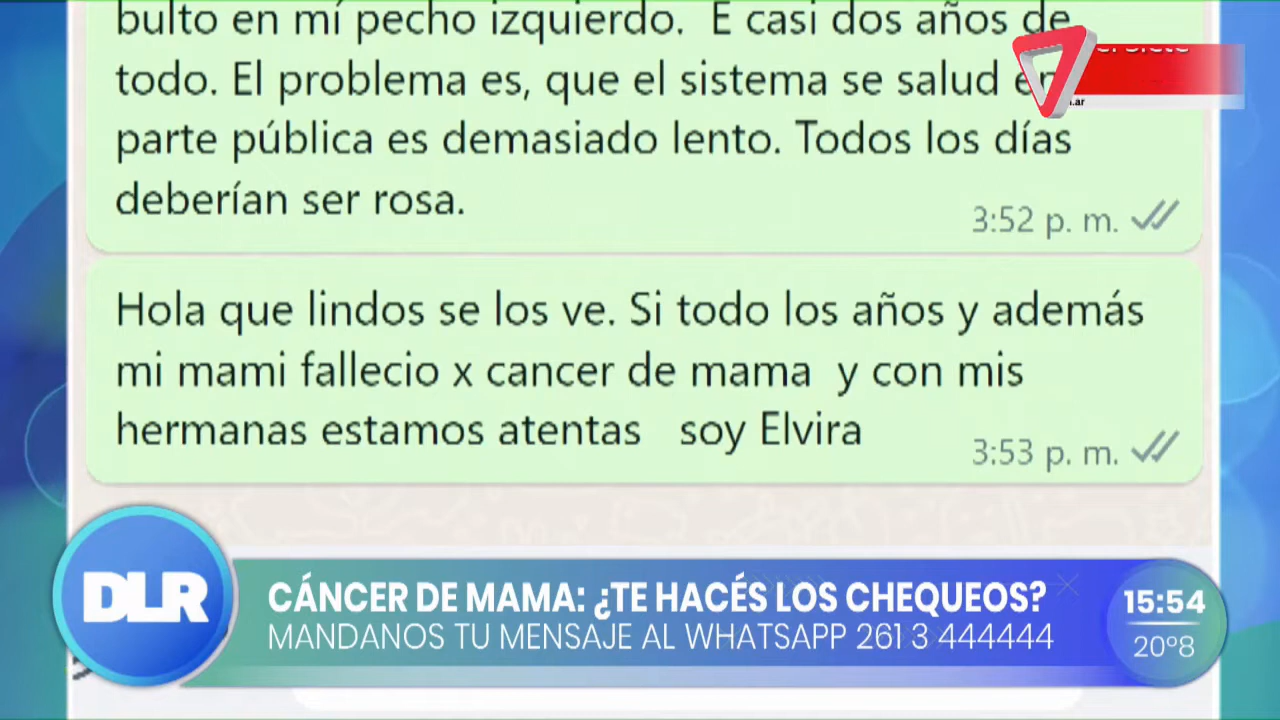 bulto en mí pecho izquierdo. E casi dos años de
todo. El problema es, que el sistema se salud en
parte pública es demasiado lento. Todos los días
deberían ser rosa.
3:52 p. m.
Hola que lindos se los ve. Si todo los años y además
mi mami fallecio x cancer de mama y con mis
hermanas estamos atentas soy Elvira
3:53 p. m.
DLR
CÁNCER DE MAMA: ¿TE HACÉS LOS CHEQUEOS?
MANDANOS TU MENSAJE AL WHATSAPP 261 3 444444
15:54
20º8